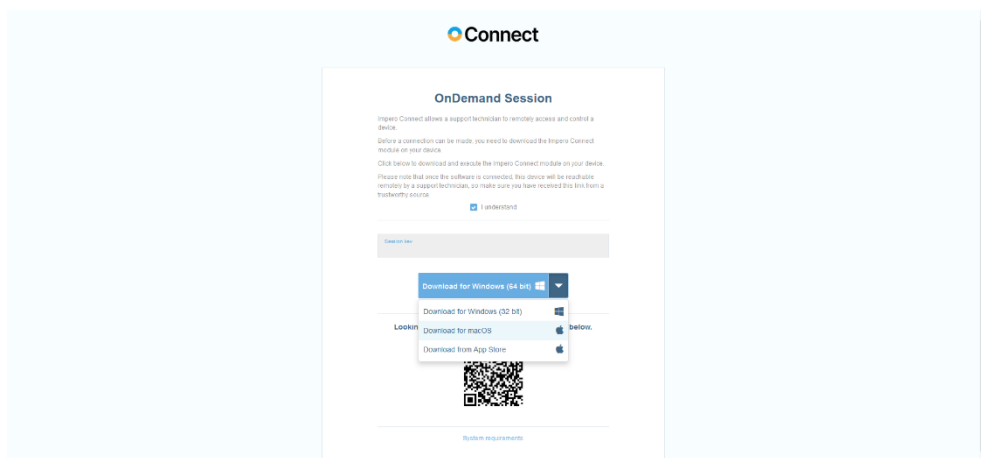 Connect
OnDemand Session
Impero Connect allows a support technician to remotely access and control a
device.
Before a connection can be made, you need to download the Impero Connect
module on your device.
Click below to download and execute the Impero Connect module on your device.
Please note that once the software is connected, this device will be reachable
remotely by a support technician, so make sure you have received this link from a
trustworthy source.
I understand
Session key
Download for Windows (64 bit)
Download for Windows (32 bit)
Lookin
below.
Download for macOS
Download from App Store
System requirements